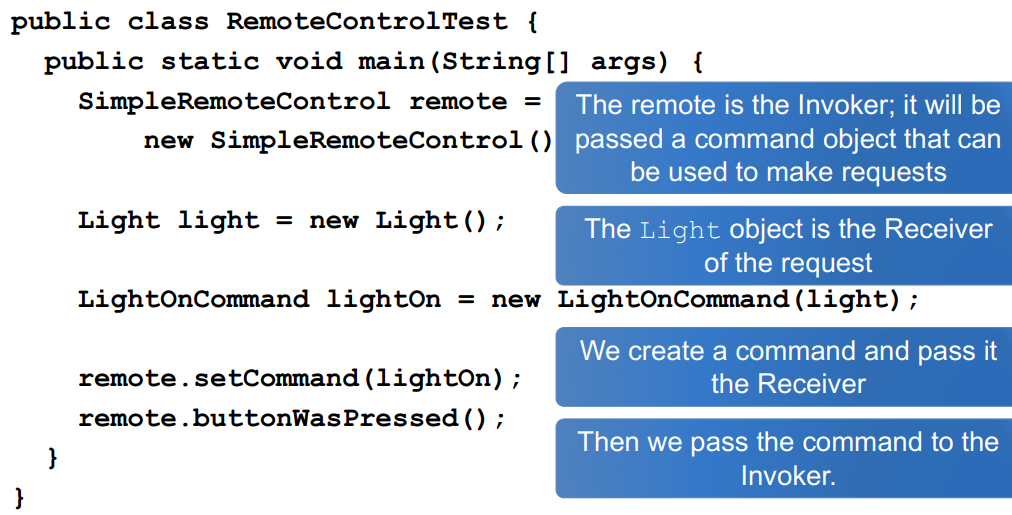 public class RemoteControlTest {
public static void main(String[] args) {
SimpleRemoteControl remote =
new SimpleRemoteControl()
The remote is the Invoker; it will be
passed a command object that can
be used to make requests
Light light = new Light();
The Light object is the Receiver
of the request
LightOnCommand lightOn = new LightOnCommand(light);
We create a command and pass it
the Receiver
remote.setCommand(lightOn);
remote.buttonWasPressed();
Then we pass the command to the
Invoker.
}
}